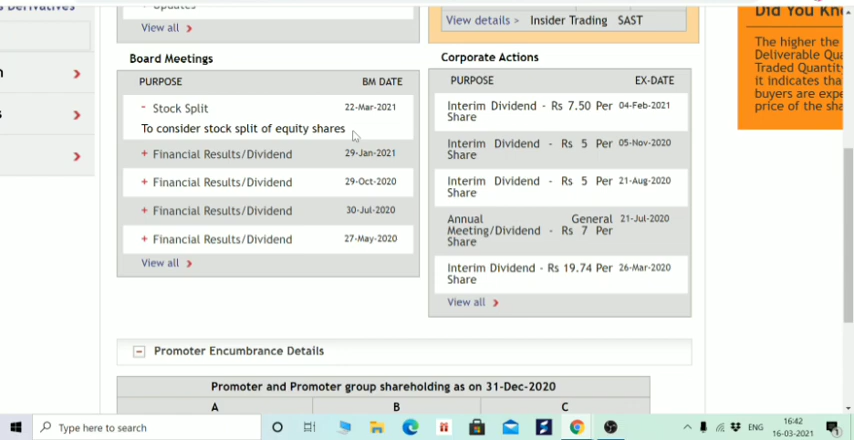 Derivatives
Updates
View all >
View details > Insider Trading SAST
Did You Kn
The higher the
Deliverable Qua
Traded Quantit
it indicates tha
buyers are expe
price of the sha
Board Meetings
PURPOSE BM DATE
- Stock Split 22-Mar-2021
To consider stock split of equity shares
+ Financial Results/Dividend 29-Jan-2021
+ Financial Results/Dividend 29-Oct-2020
+ Financial Results/Dividend 30-Jul-2020
+ Financial Results/Dividend 27-May-2020
View all >
Corporate Actions
PURPOSE EX-DATE
Interim Dividend - Rs 7.50 Per 04-Feb-2021
Share
Interim Dividend - Rs 5 Per 05-Nov-2020
Share
Interim Dividend - Rs 5 Per 21-Aug-2020
Share
Annual General 21-Jul-2020
Meeting/Dividend - Rs 7 Per
Share
Interim Dividend - Rs 19.74 Per 26-Mar-2020
Share
View all >
Promoter Encumbrance Details
Promoter and Promoter group shareholding as on 31-Dec-2020
A B C
Type here to search
ENG
16:42
16-03-2021